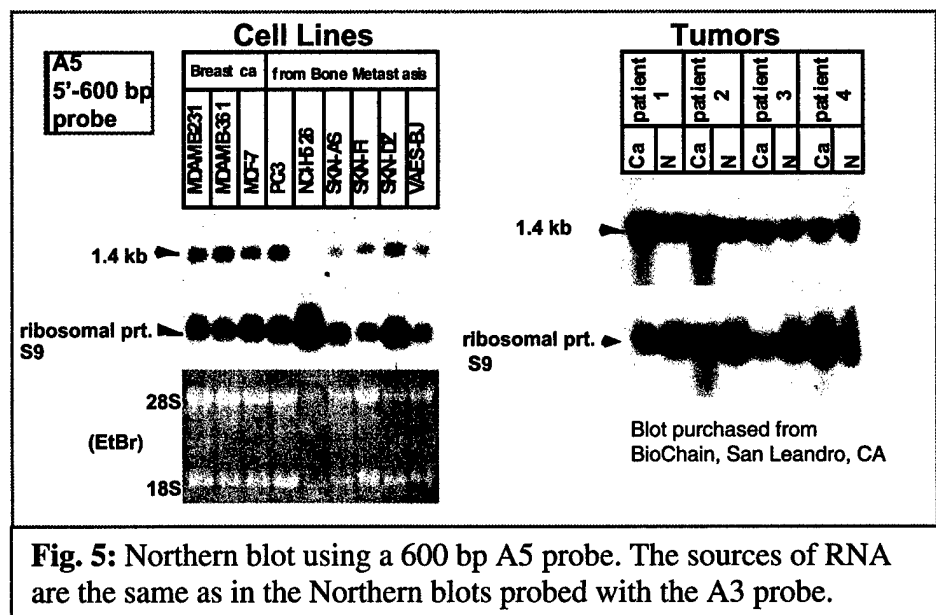 Cell Lines
Tumors
A5
5'-600 bp
probe
Breast ca
from Bone Metastasis
MDAMB231
MDAMB-361
MCF-7
PC3
NCI-H526
SKN-AS
SKN-FI
SKN-DZ
VAES-BJ
patient 1
patient 2
patient 3
patient 4
Ca
N
Ca
N
Ca
N
Ca
N
1.4 kb
1.4 kb
ribosomal prt.
S9
ribosomal prt.
S9
28S
(EtBr)
18S
Blot purchased from
BioChain, San Leandro, CA
Fig. 5: Northern blot using a 600 bp A5 probe. The sources of RNA
are the same as in the Northern blots probed with the A3 probe.